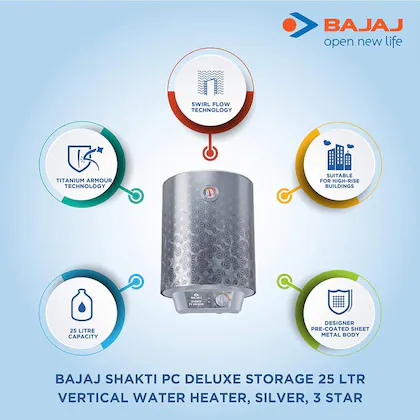 BAJAJ
open new life
SWIRL FLOW
TECHNOLOGY
TITANIUM ARMOUR
TECHNOLOGY
SUITABLE
FOR HIGH-RISE
BUILDINGS
BAJAJ
25 LITRE
CAPACITY
DESIGNER
PRE-COATED SHEET
METAL BODY
BAJAJ SHAKTI PC DELUXE STORAGE 25 LTR
VERTICAL WATER HEATER, SILVER, 3 STAR